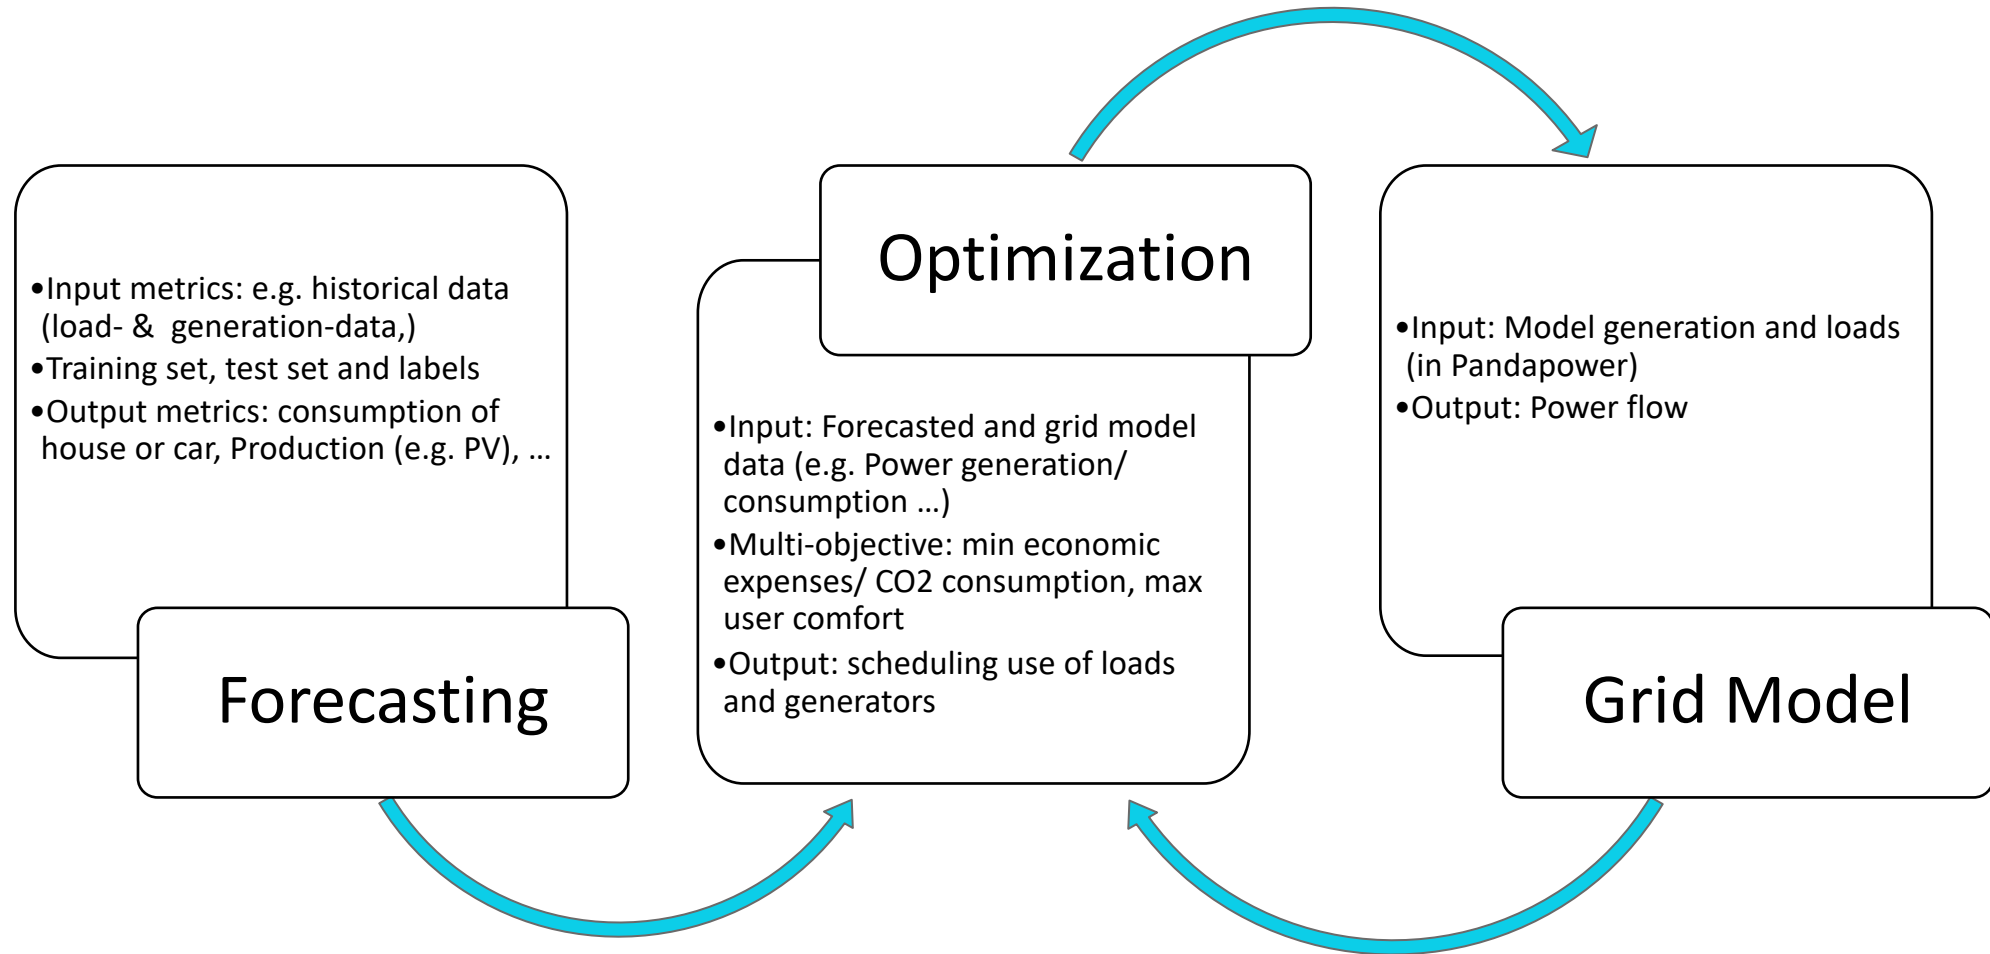 •Input metrics: e.g. historical data
(load- & generation-data,)
•Training set, test set and labels
•Output metrics: consumption of
house or car, Production (e.g. PV), ...
Forecasting
Optimization
•Input: Forecasted and grid model
data (e.g. Power generation/
consumption ...)
•Multi-objective: min economic
expenses/ CO2 consumption, max
user comfort
•Output: scheduling use of loads
and generators
•Input: Model generation and loads
(in Pandapower)
•Output: Power flow
Grid Model